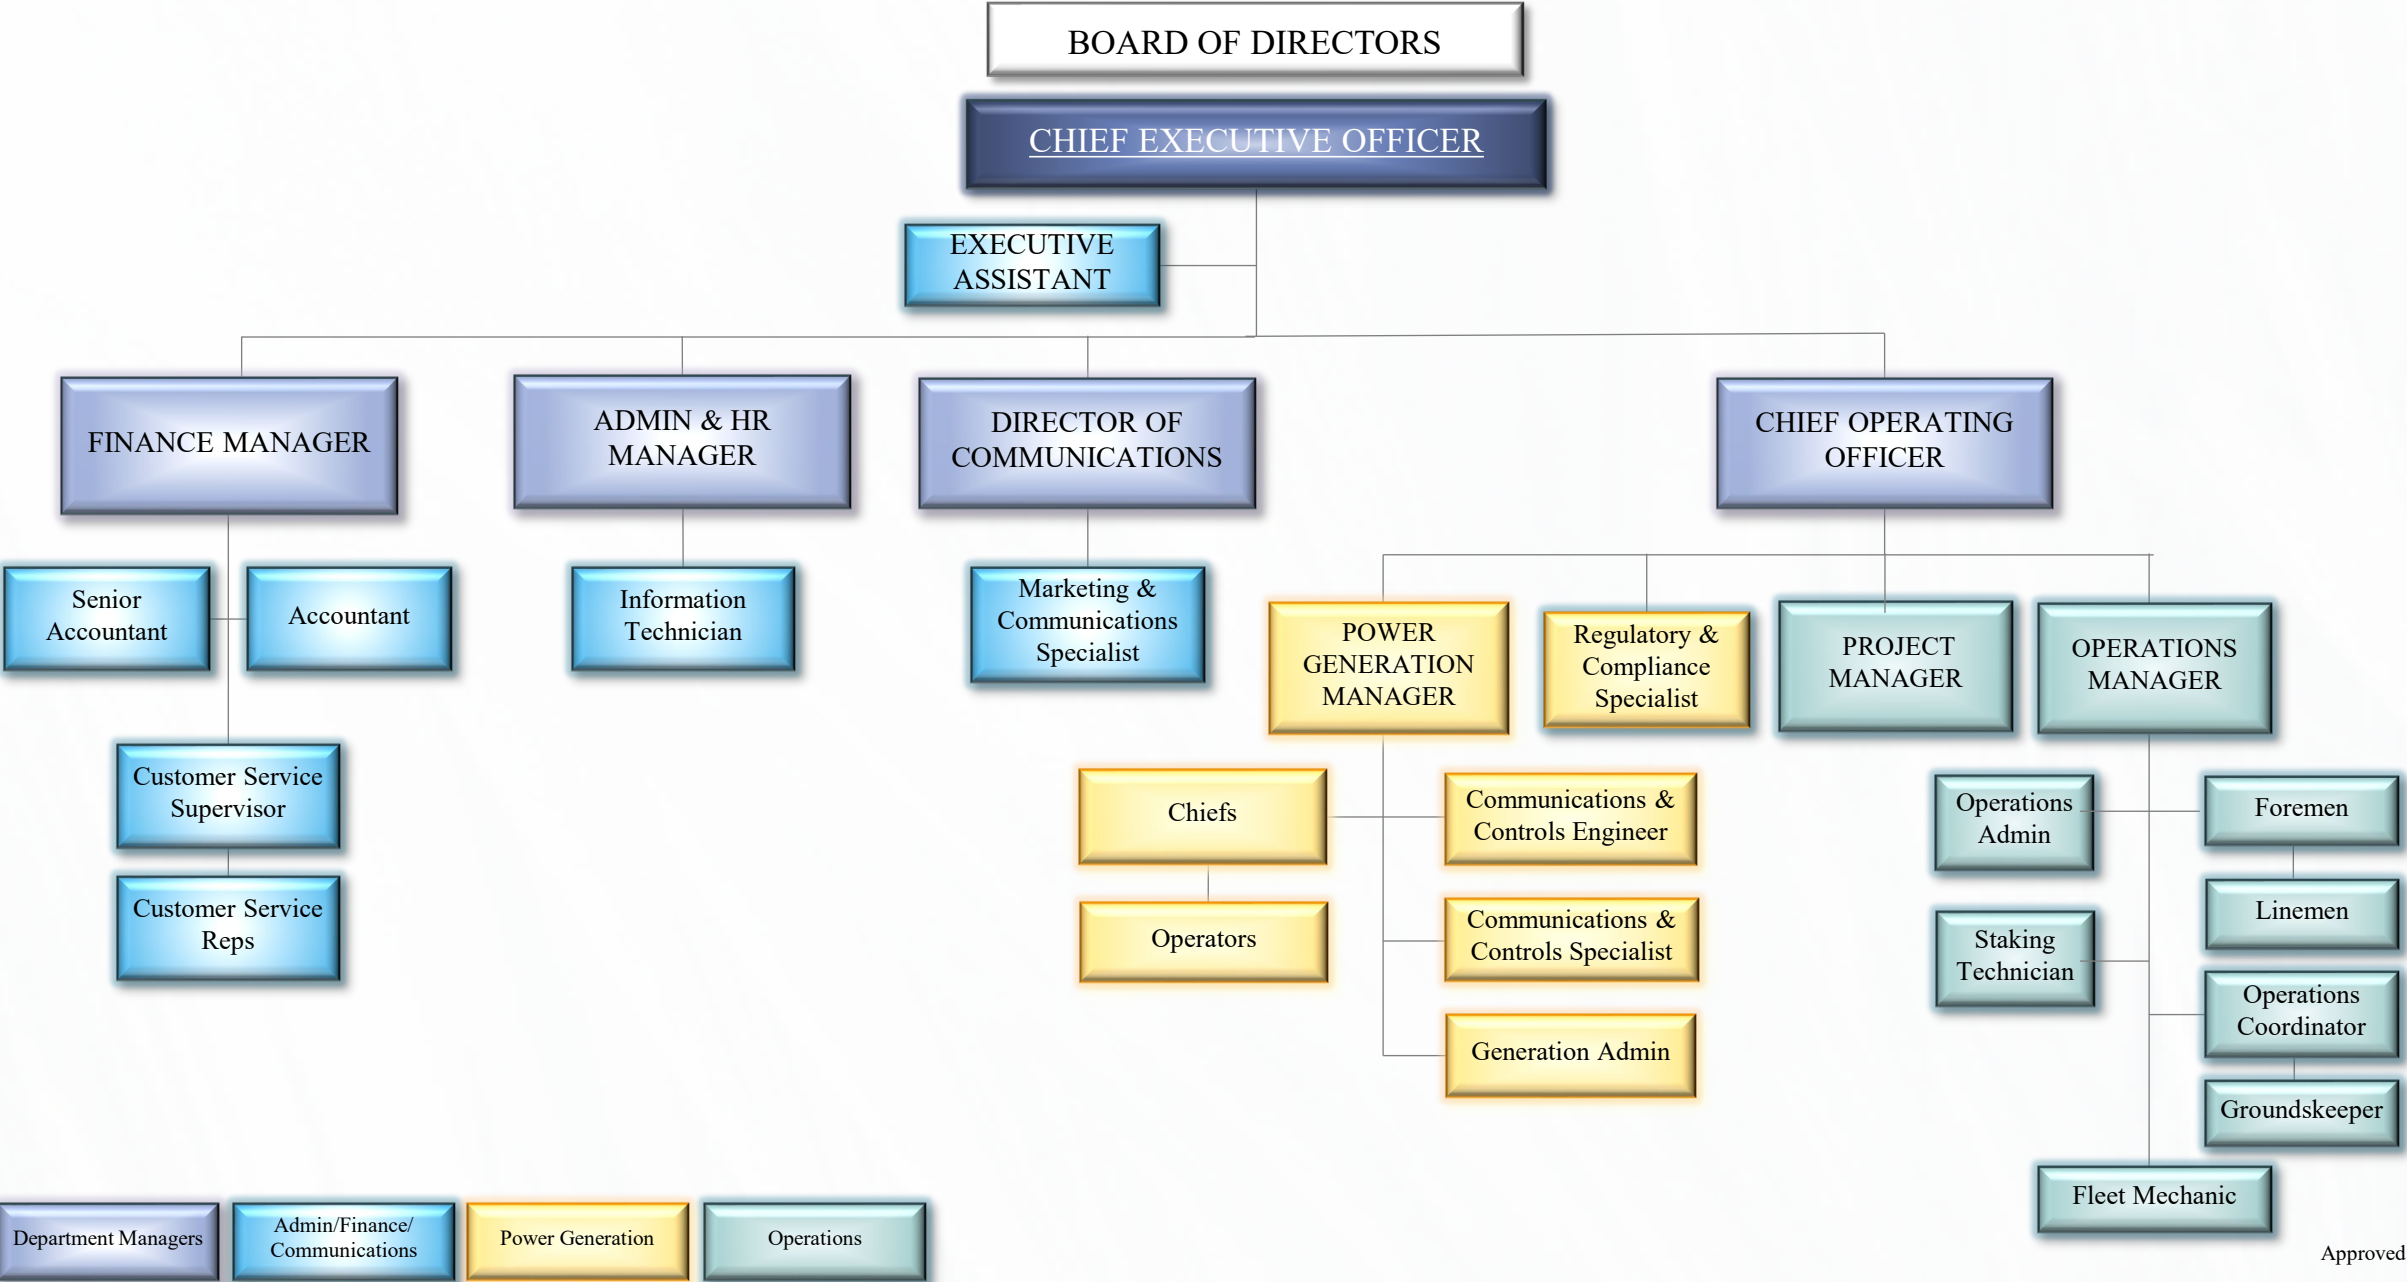 BOARD OF DIRECTORS
CHIEF EXECUTIVE OFFICER
EXECUTIVE
ASSISTANT
FINANCE MANAGER
ADMIN & HR
MANAGER
DIRECTOR OF
COMMUNICATIONS
CHIEF OPERATING
OFFICER
Senior
Accountant
Accountant
Information
Technician
Marketing &
Communications
Specialist
POWER
GENERATION
MANAGER
Regulatory &
Compliance
Specialist
PROJECT
MANAGER
OPERATIONS
MANAGER
Customer Service
Supervisor
Customer Service
Reps
Chiefs
Operators
Communications &
Controls Engineer
Communications &
Controls Specialist
Generation Admin
Operations
Admin
Staking
Technician
Foremen
Linemen
Operations
Coordinator
Groundskeeper
Fleet Mechanic
Department Managers
Admin/Finance/
Communications
Power Generation
Operations
Approved